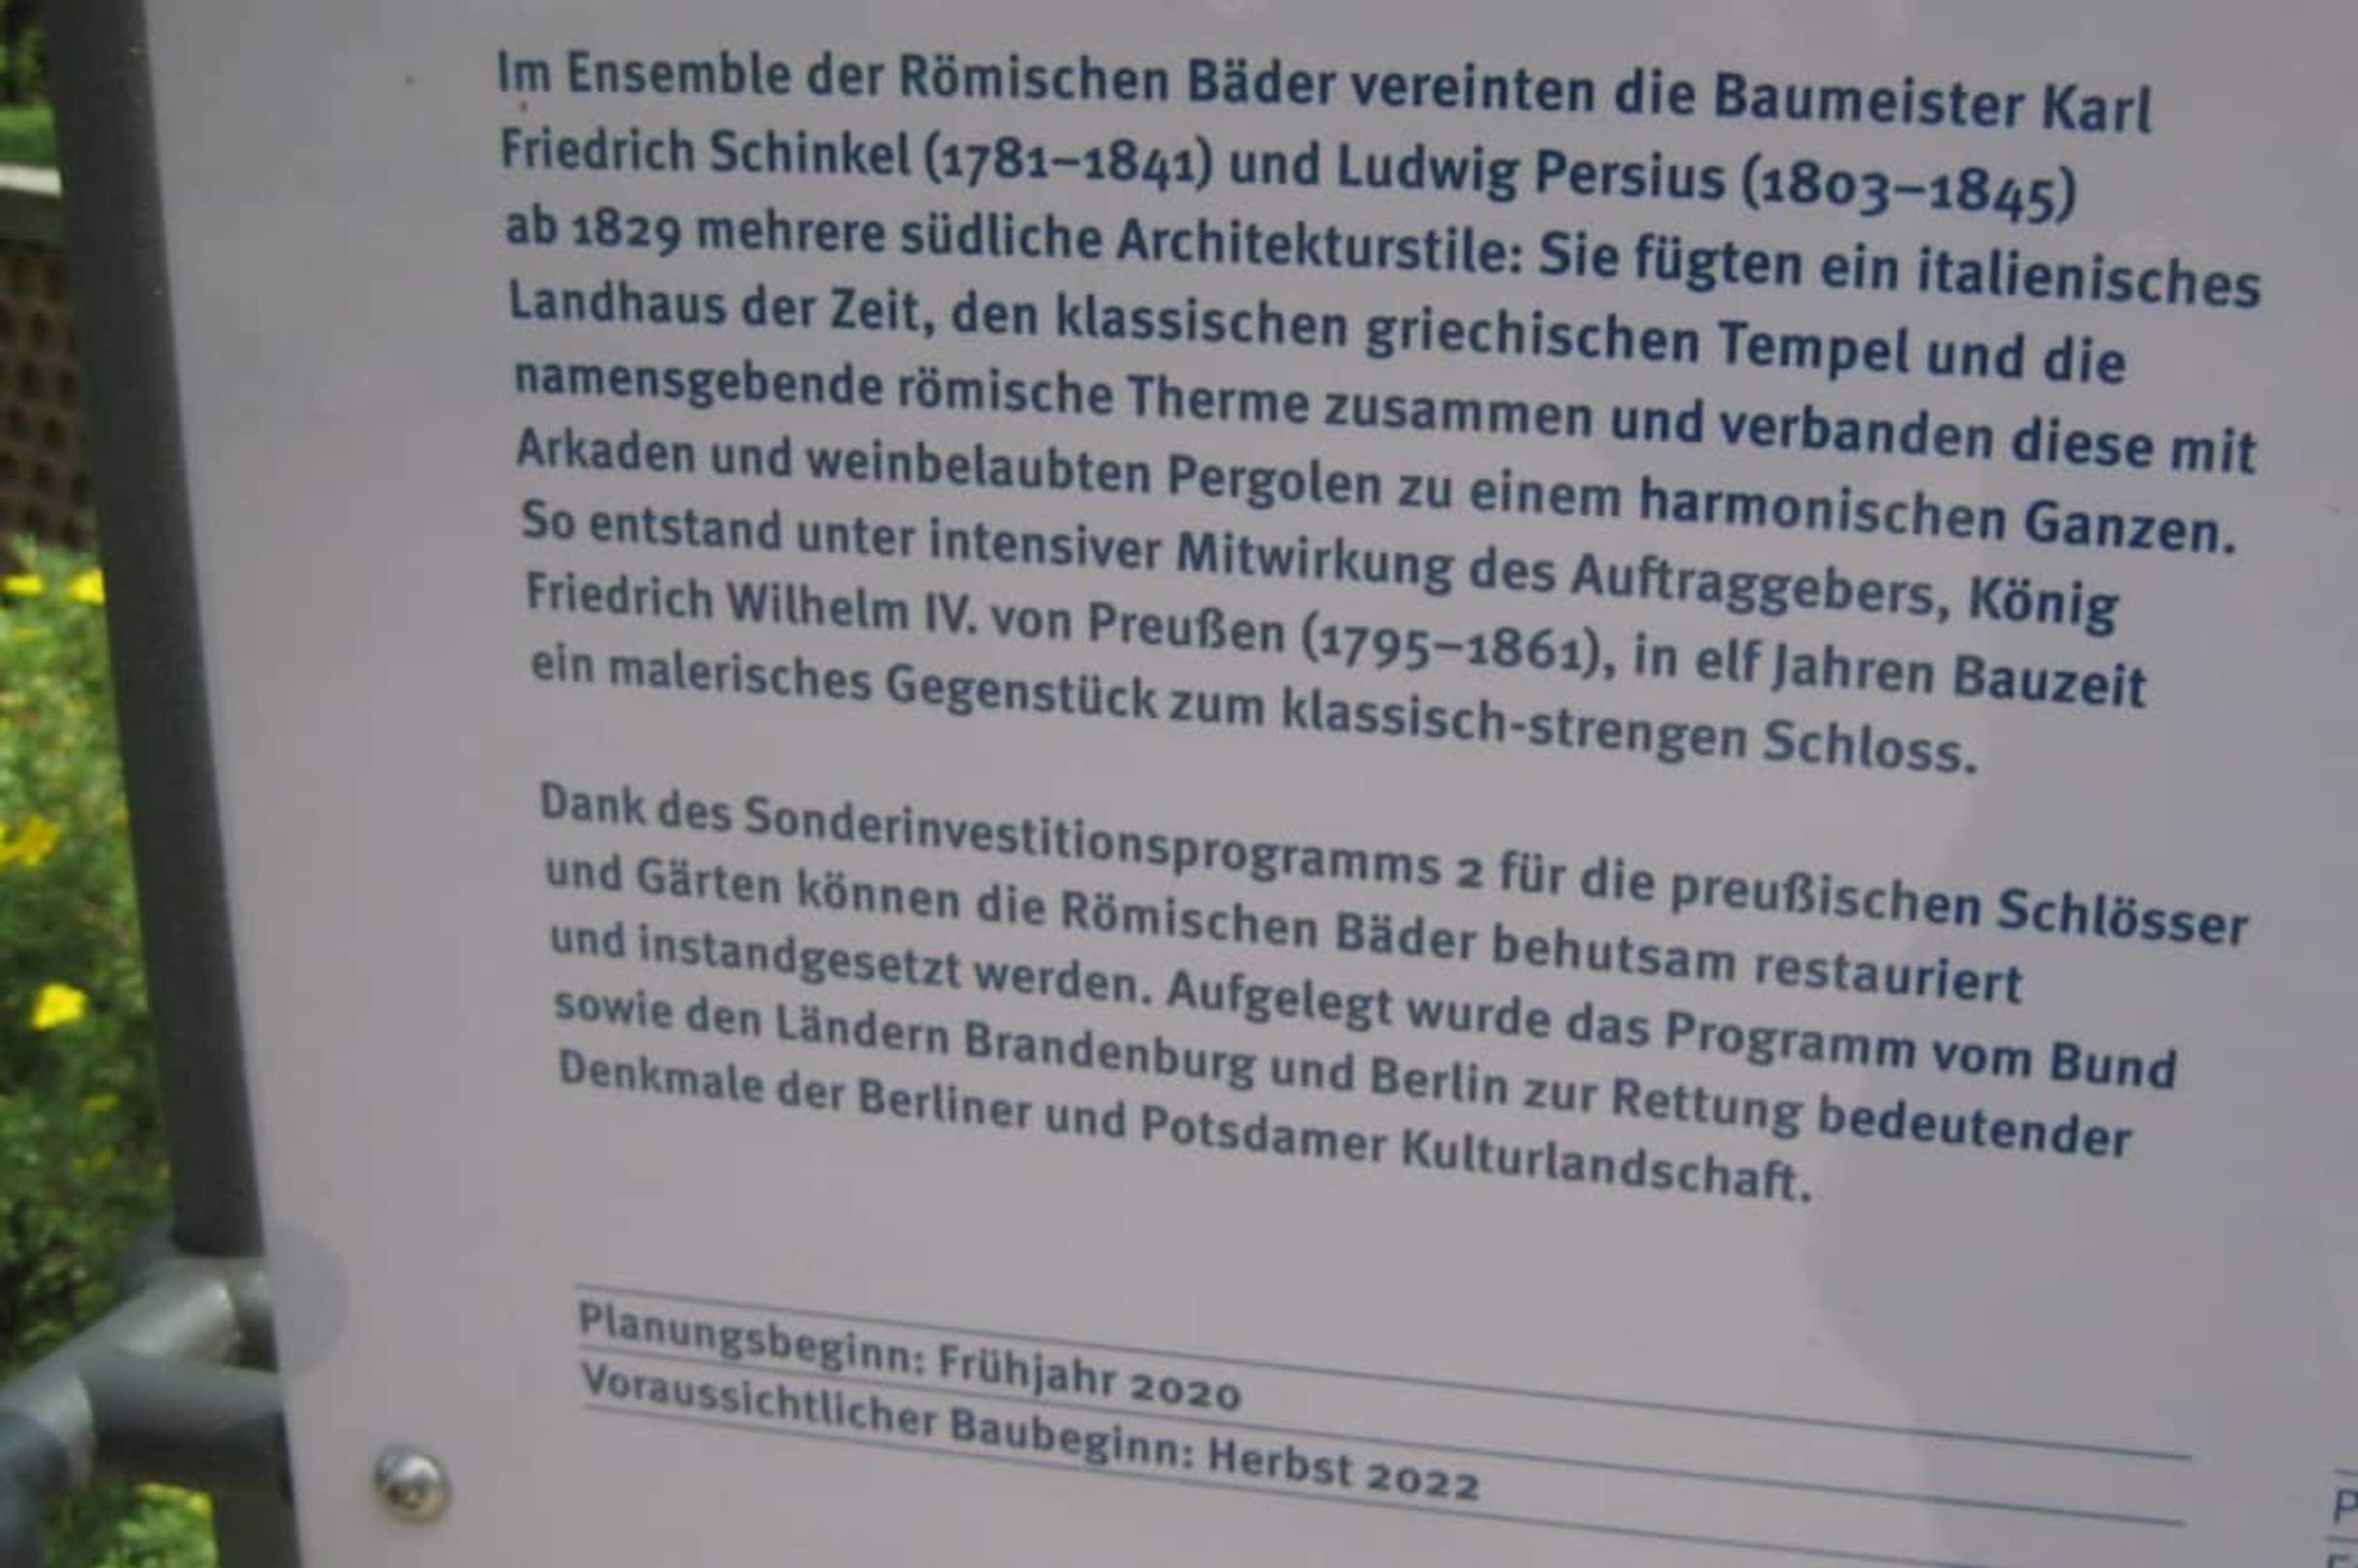 Im Ensemble der Römischen Bäder vereinten die Baumeister Karl
Friedrich Schinkel (1781–1841) und Ludwig Persius (1803–1845)
ab 1829 mehrere südliche Architekturstile: Sie fügten ein italienisches
Landhaus der Zeit, den klassischen griechischen Tempel und die
namensgebende römische Therme zusammen und verbanden diese mit
Arkaden und weinbelaubten Pergolen zu einem harmonischen Ganzen.
So entstand unter intensiver Mitwirkung des Auftraggebers, König
Friedrich Wilhelm IV. von Preußen (1795–1861), in elf Jahren Bauzeit
ein malerisches Gegenstück zum klassisch-strengen Schloss.
Dank des Sonderinvestitionsprogramms 2 für die preußischen Schlösser
und Gärten können die Römischen Bäder behutsam restauriert
und instandgesetzt werden. Aufgelegt wurde das Programm vom Bund
sowie den Ländern Brandenburg und Berlin zur Rettung bedeutender
Denkmale der Berliner und Potsdamer Kulturlandschaft.
Planungsbeginn: Frühjahr 2020
Voraussichtlicher Baubeginn: Herbst 2022